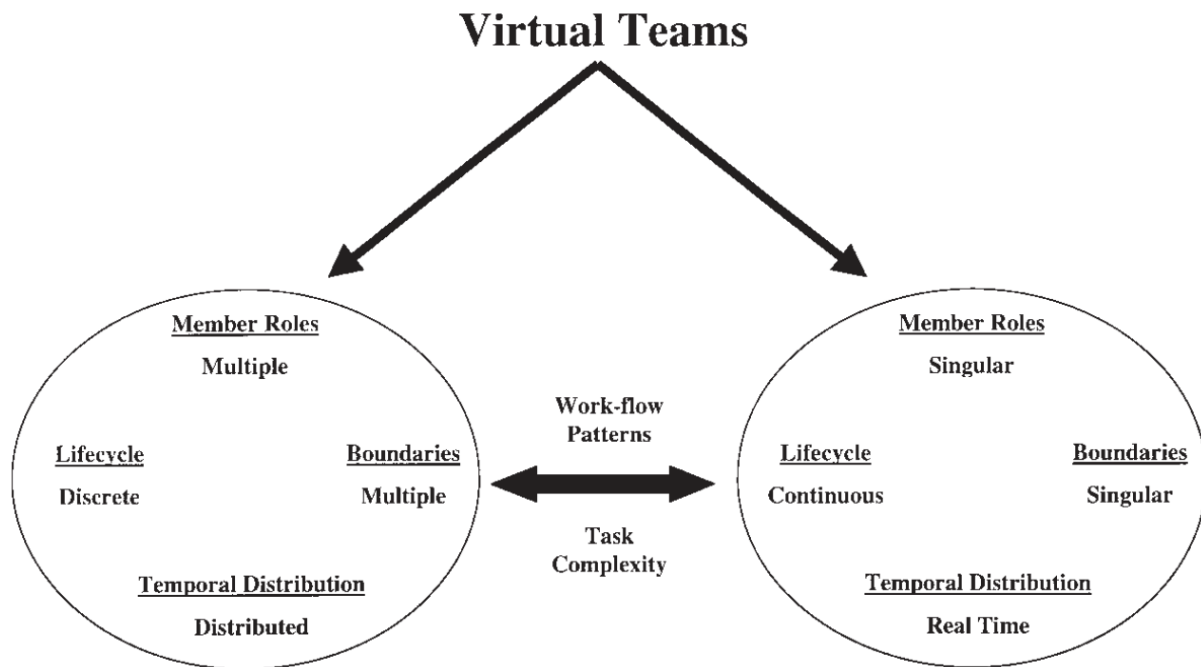 Virtual Teams
Member Roles
Multiple
Lifecycle
Discrete
Boundaries
Multiple
Temporal Distribution
Distributed
Work-flow
Patterns
Task
Complexity
Member Roles
Singular
Lifecycle
Continuous
Boundaries
Singular
Temporal Distribution
Real Time